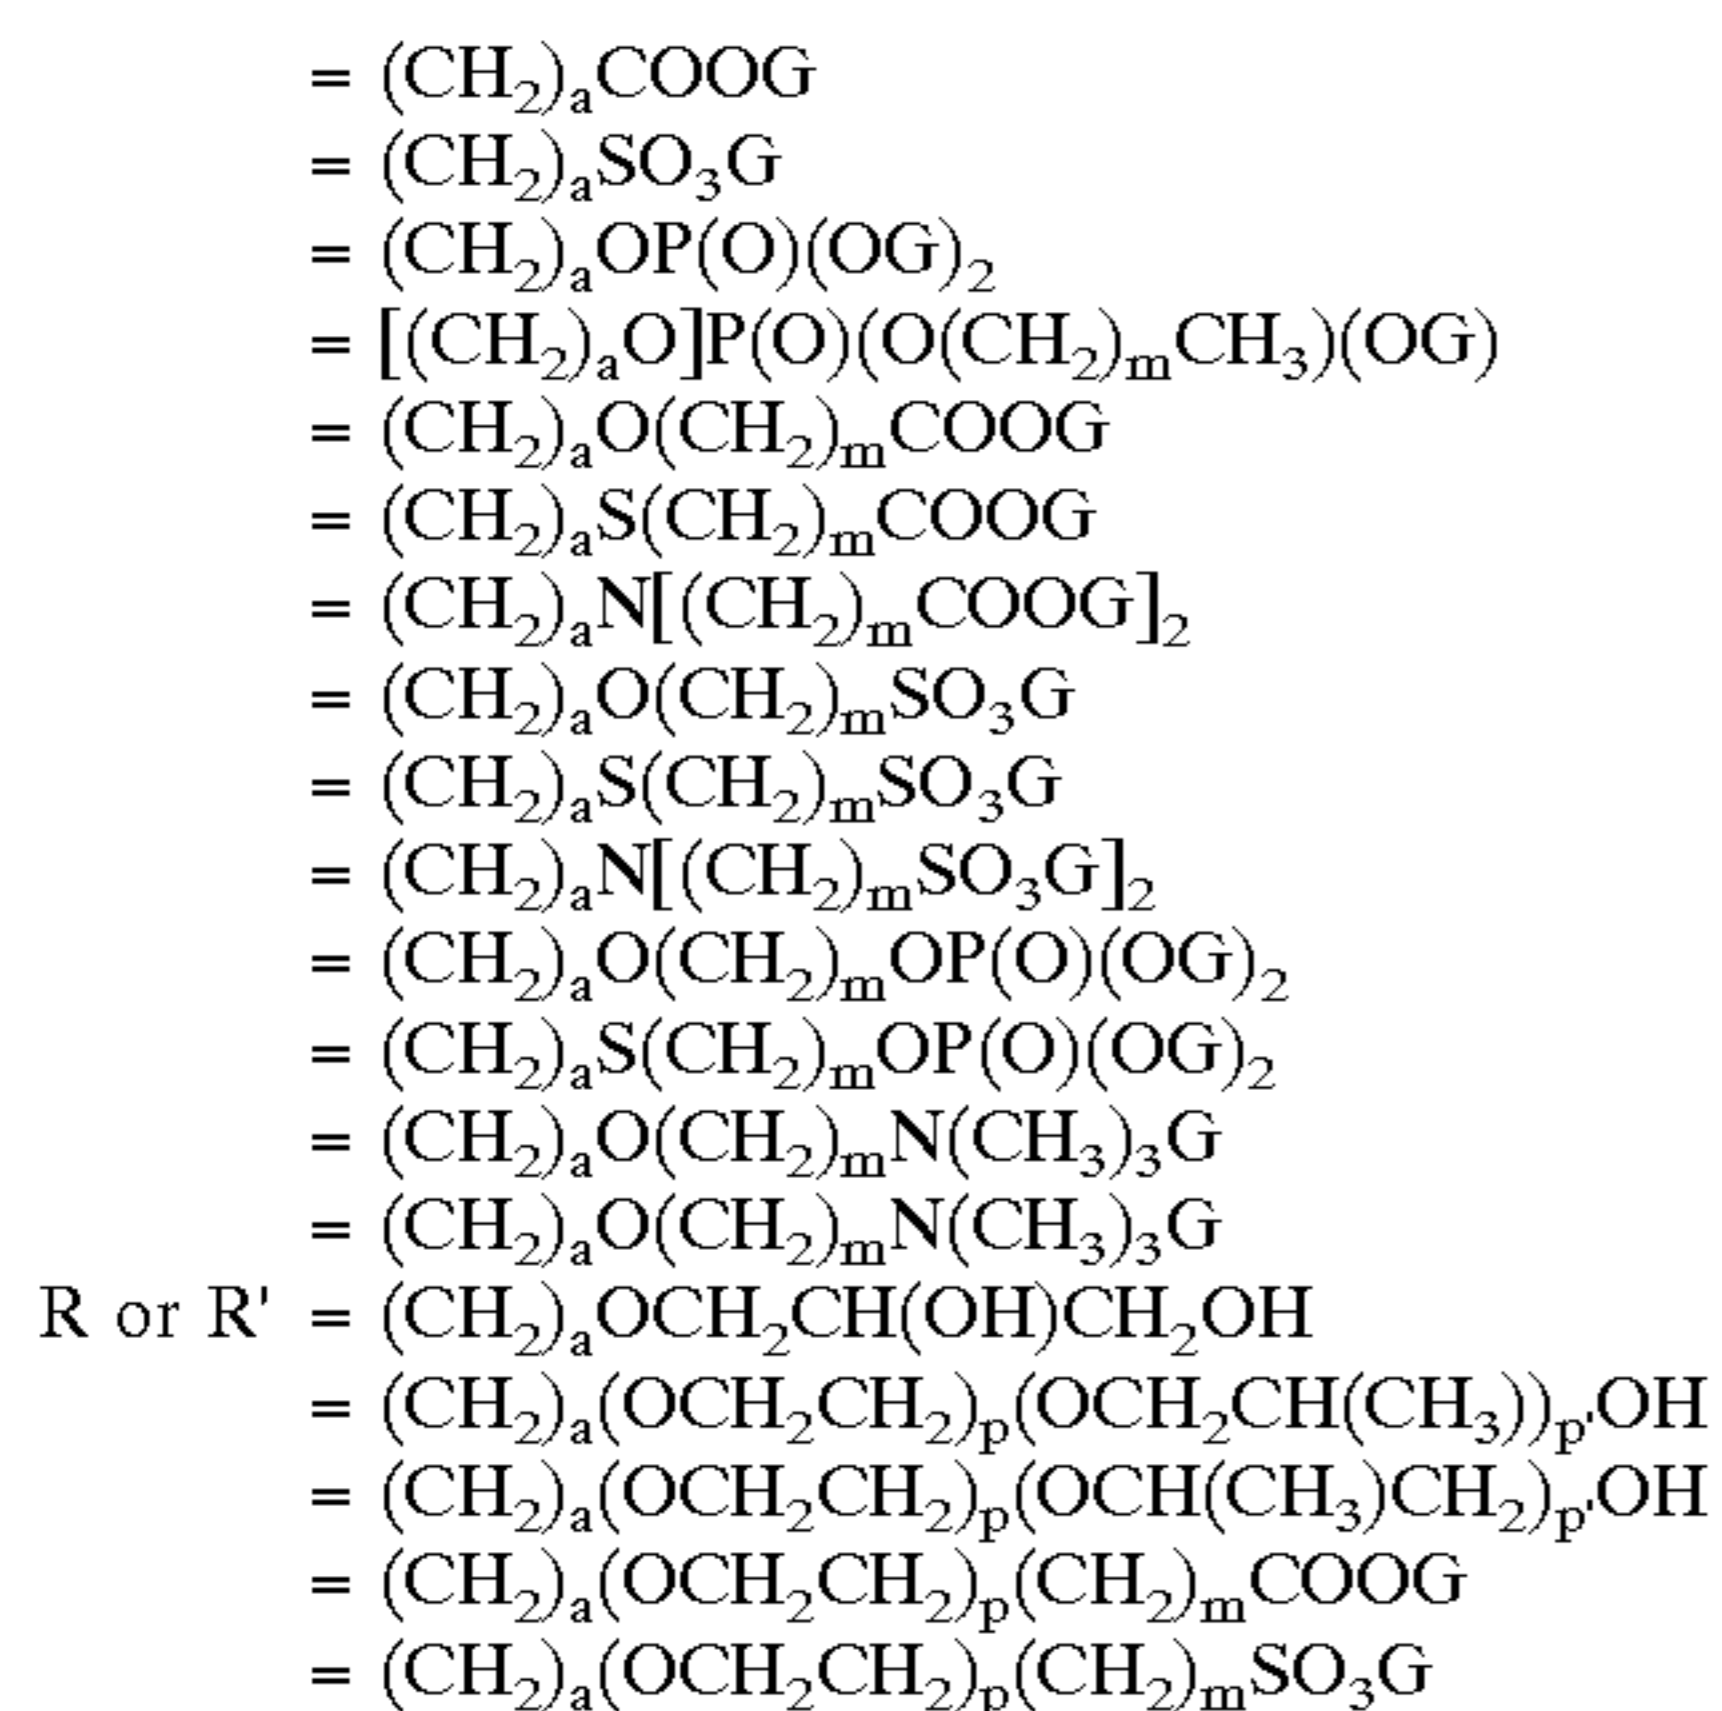 = (CH₂)ₐCOOG
= (CH₂)ₐSO₃G
= (CH₂)ₐOP(O)(OG)₂
= [(CH₂)ₐO]P(O)(O(CH₂)ₘCH₃)(OG)
= (CH₂)ₐO(CH₂)ₘCOOG
= (CH₂)ₐS(CH₂)ₘCOOG
= (CH₂)ₐN[(CH₂)ₘCOOG]₂
= (CH₂)ₐO(CH₂)ₘSO₃G
= (CH₂)ₐS(CH₂)ₘSO₃G
= (CH₂)ₐN[(CH₂)ₘSO₃G]₂
= (CH₂)ₐO(CH₂)ₘOP(O)(OG)₂
= (CH₂)ₐS(CH₂)ₘOP(O)(OG)₂
= (CH₂)ₐO(CH₂)ₘN(CH₃)₃G
= (CH₂)ₐO(CH₂)ₘN(CH₃)₃G
R or R' = (CH₂)ₐOCH₂CH(OH)CH₂OH
= (CH₂)ₐ(OCH₂CH₂)ₚ(OCH₂CH(CH₃))ₚ'OH
= (CH₂)ₐ(OCH₂CH₂)ₚ(OCH(CH₃)CH₂)ₚ'OH
= (CH₂)ₐ(OCH₂CH₂)ₚ(CH₂)ₘCOOG
= (CH₂)ₐ(OCH₂CH₂)ₚ(CH₂)ₘSO₃G